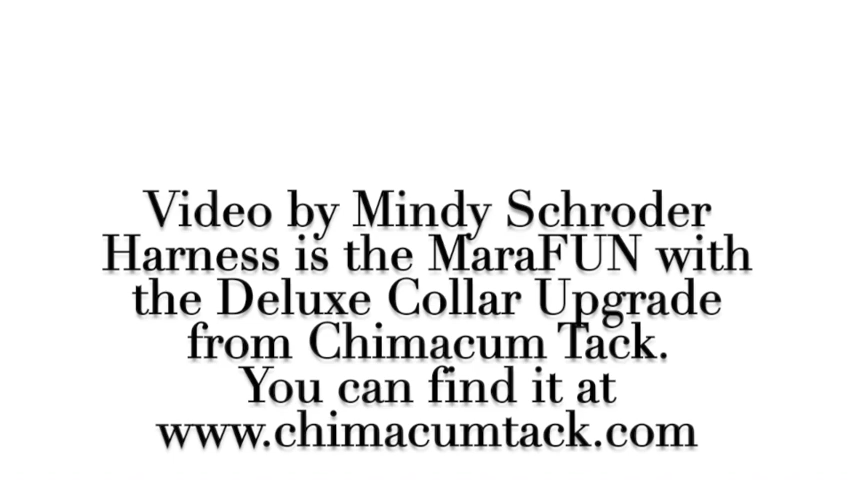 Video by Mindy Schroder
Harness is the MaraFUN with
the Deluxe Collar Upgrade
from Chimacum Tack.
You can find it at
www.chimacumtack.com